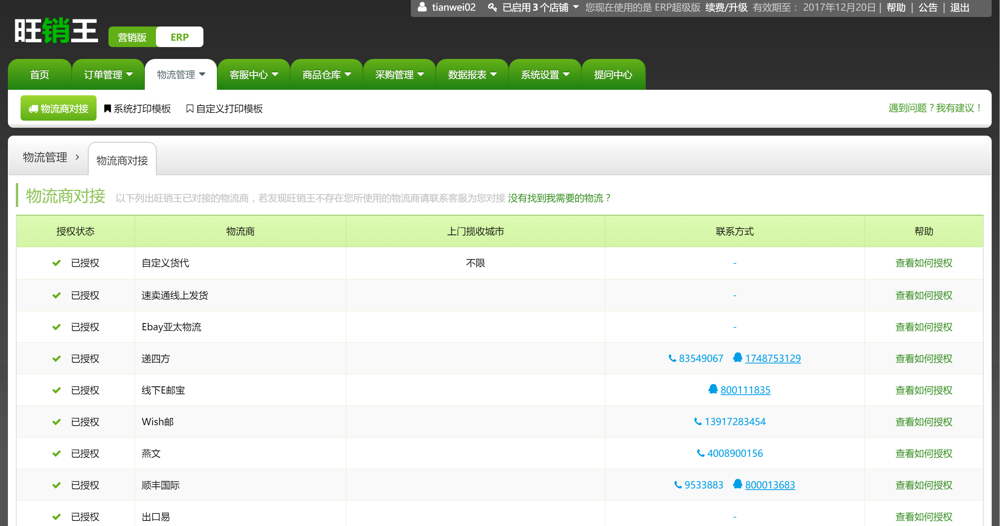 tianwei02 已启用 3 个店铺 您现在使用的是 ERP超级版 续费/升级 有效期至： 2017年12月20日 | 帮助 | 公告 | 退出
旺销王 营销版 ERP
首页 订单管理 物流管理 客服中心 商品仓库 采购管理 数据报表 系统设置 提问中心
物流商对接 系统打印模板 自定义打印模板 遇到问题？我有建议！
物流管理 > 物流商对接
物流商对接 以下列出旺销王已对接的物流商，若发现旺销王不存在您所使用的物流商请联系客服为您对接 没有找到我需要的物流？
授权状态 物流商 上门揽收城市 联系方式 帮助
已授权 自定义货代 不限 - 查看如何授权
已授权 速卖通线上发货 - 查看如何授权
已授权 Ebay亚太物流 - 查看如何授权
已授权 递四方 83549067 1748753129 查看如何授权
已授权 线下E邮宝 800111835 查看如何授权
已授权 Wish邮 13917283454 查看如何授权
已授权 燕文 4008900156 查看如何授权
已授权 顺丰国际 9533883 800013683 查看如何授权
已授权 出口易 - 查看如何授权